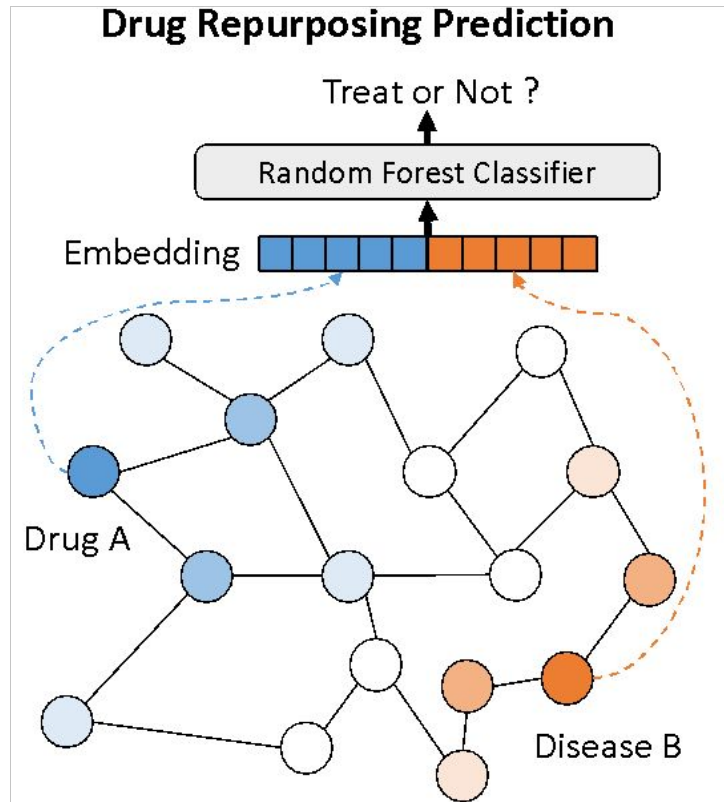 Drug Repurposing Prediction
Treat or Not ?
Random Forest Classifier
Embedding
Drug A
Disease B